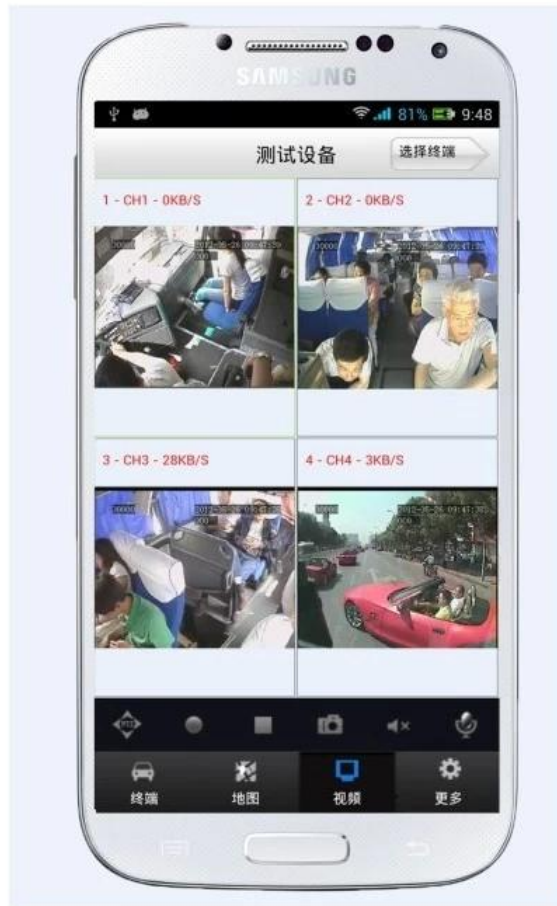 SAMSUNG
81% 9:48
测试设备
选择终端
1 - CH1 - 0KB/S
2 - CH2 - 0KB/S
3 - CH3 - 28KB/S
4 - CH4 - 3KB/S
PTZ
终端
地图
视频
更多